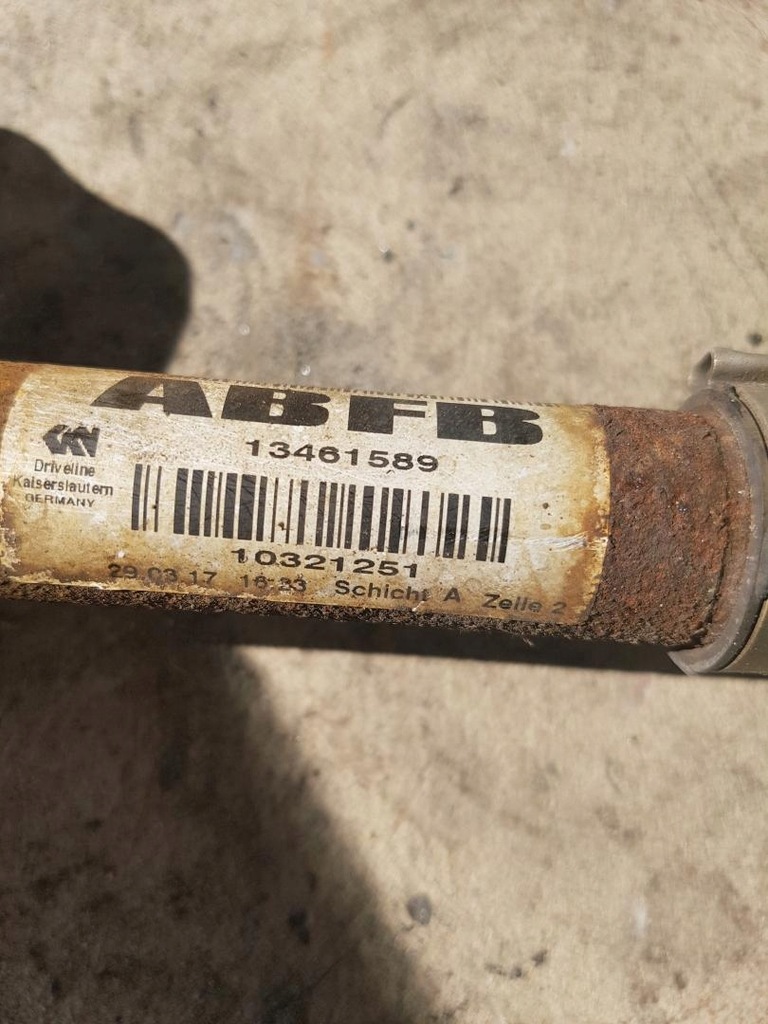 ABFB
13461589
Driveline
Kaiserslautern
GERMANY
10321251
29.03.17 16:33 Schicht A Zelle 2